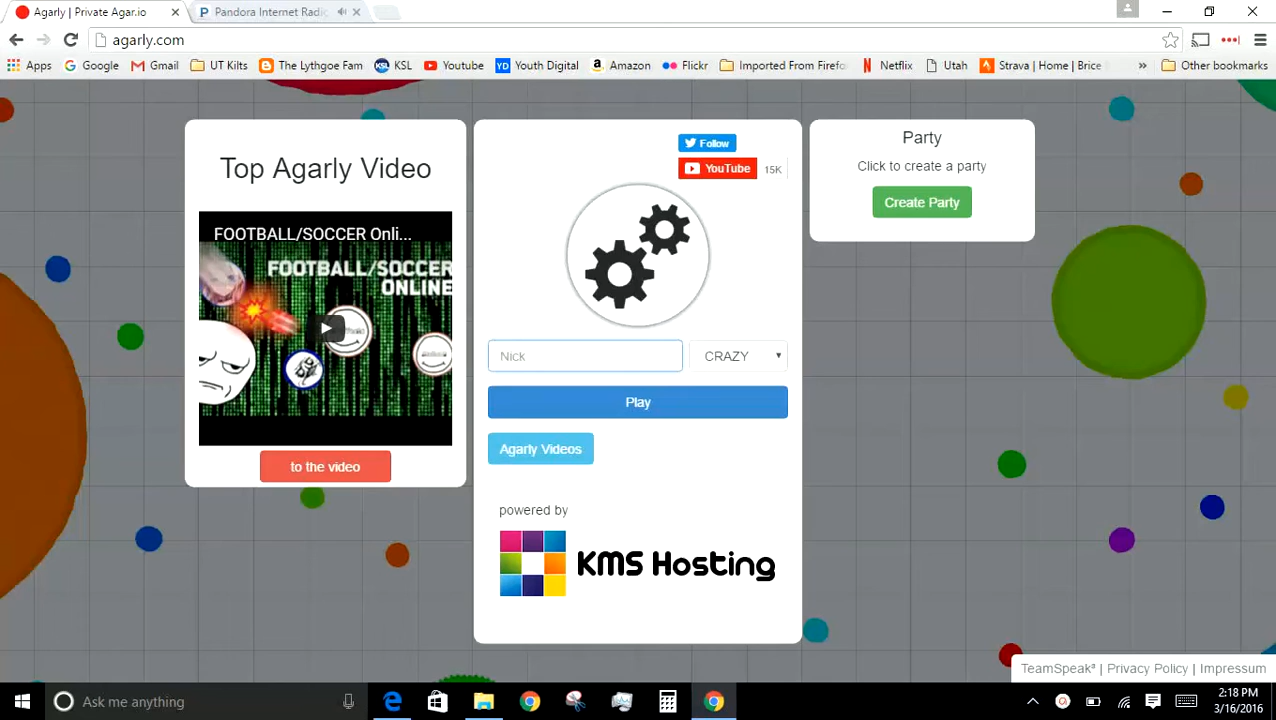 Agarly | Private Agar.io
Pandora Internet Radi
agarly.com
Apps Google Gmail UT Kilts The Lythgoe Fam KSL Youtube Youth Digital Amazon Flickr Imported From Firefo Netflix Utah Strava | Home | Brice » Other bookmarks
Top Agarly Video
FOOTBALL/SOCCER Onli...
FOOTBALL/SOCCER
ONLINE
to the video
Follow
YouTube 15K
Nick CRAZY
Play
Agarly Videos
powered by
KMS Hosting
Party
Click to create a party
Create Party
TeamSpeak³ | Privacy Policy | Impressum
Ask me anything
2:18 PM
3/16/2016